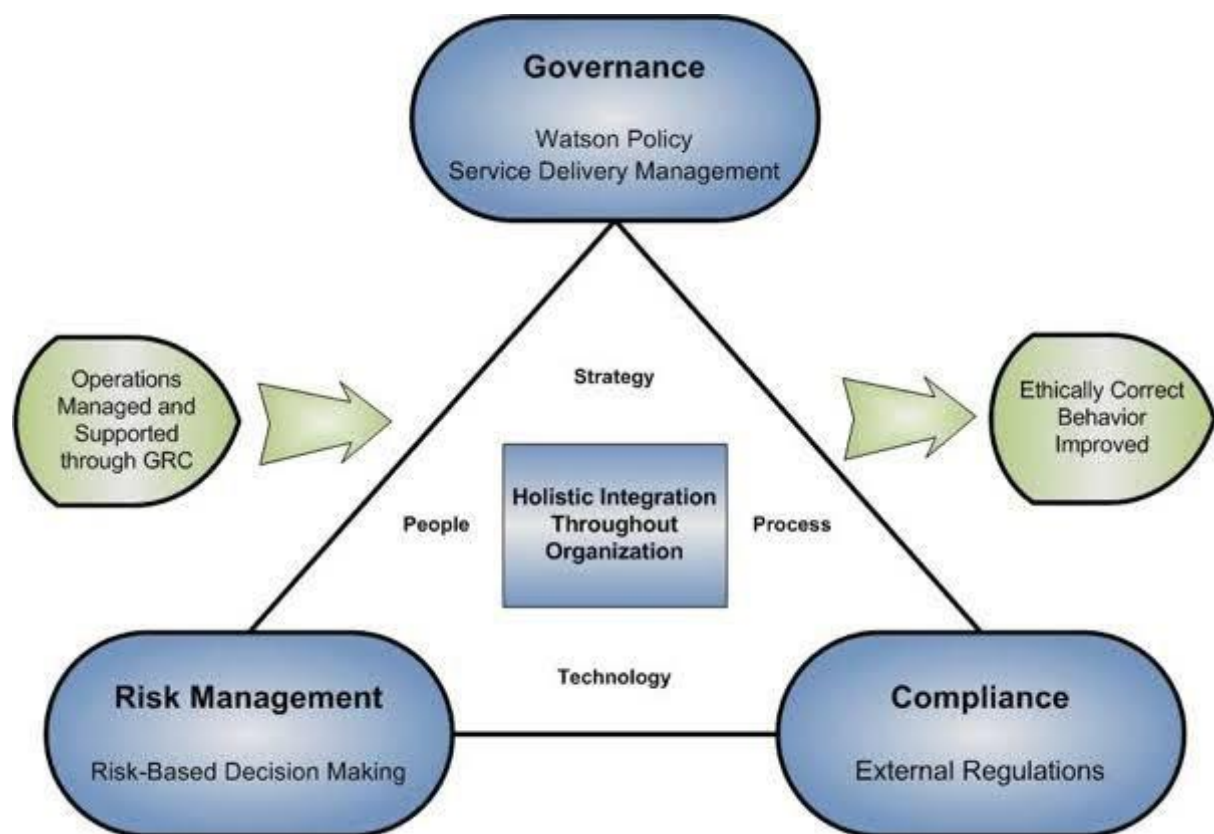 Governance
Watson Policy
Service Delivery Management
Operations
Managed and
Supported
through GRC
Strategy
Ethically Correct
Behavior
Improved
People
Holistic Integration
Throughout
Organization
Process
Technology
Risk Management
Risk-Based Decision Making
Compliance
External Regulations